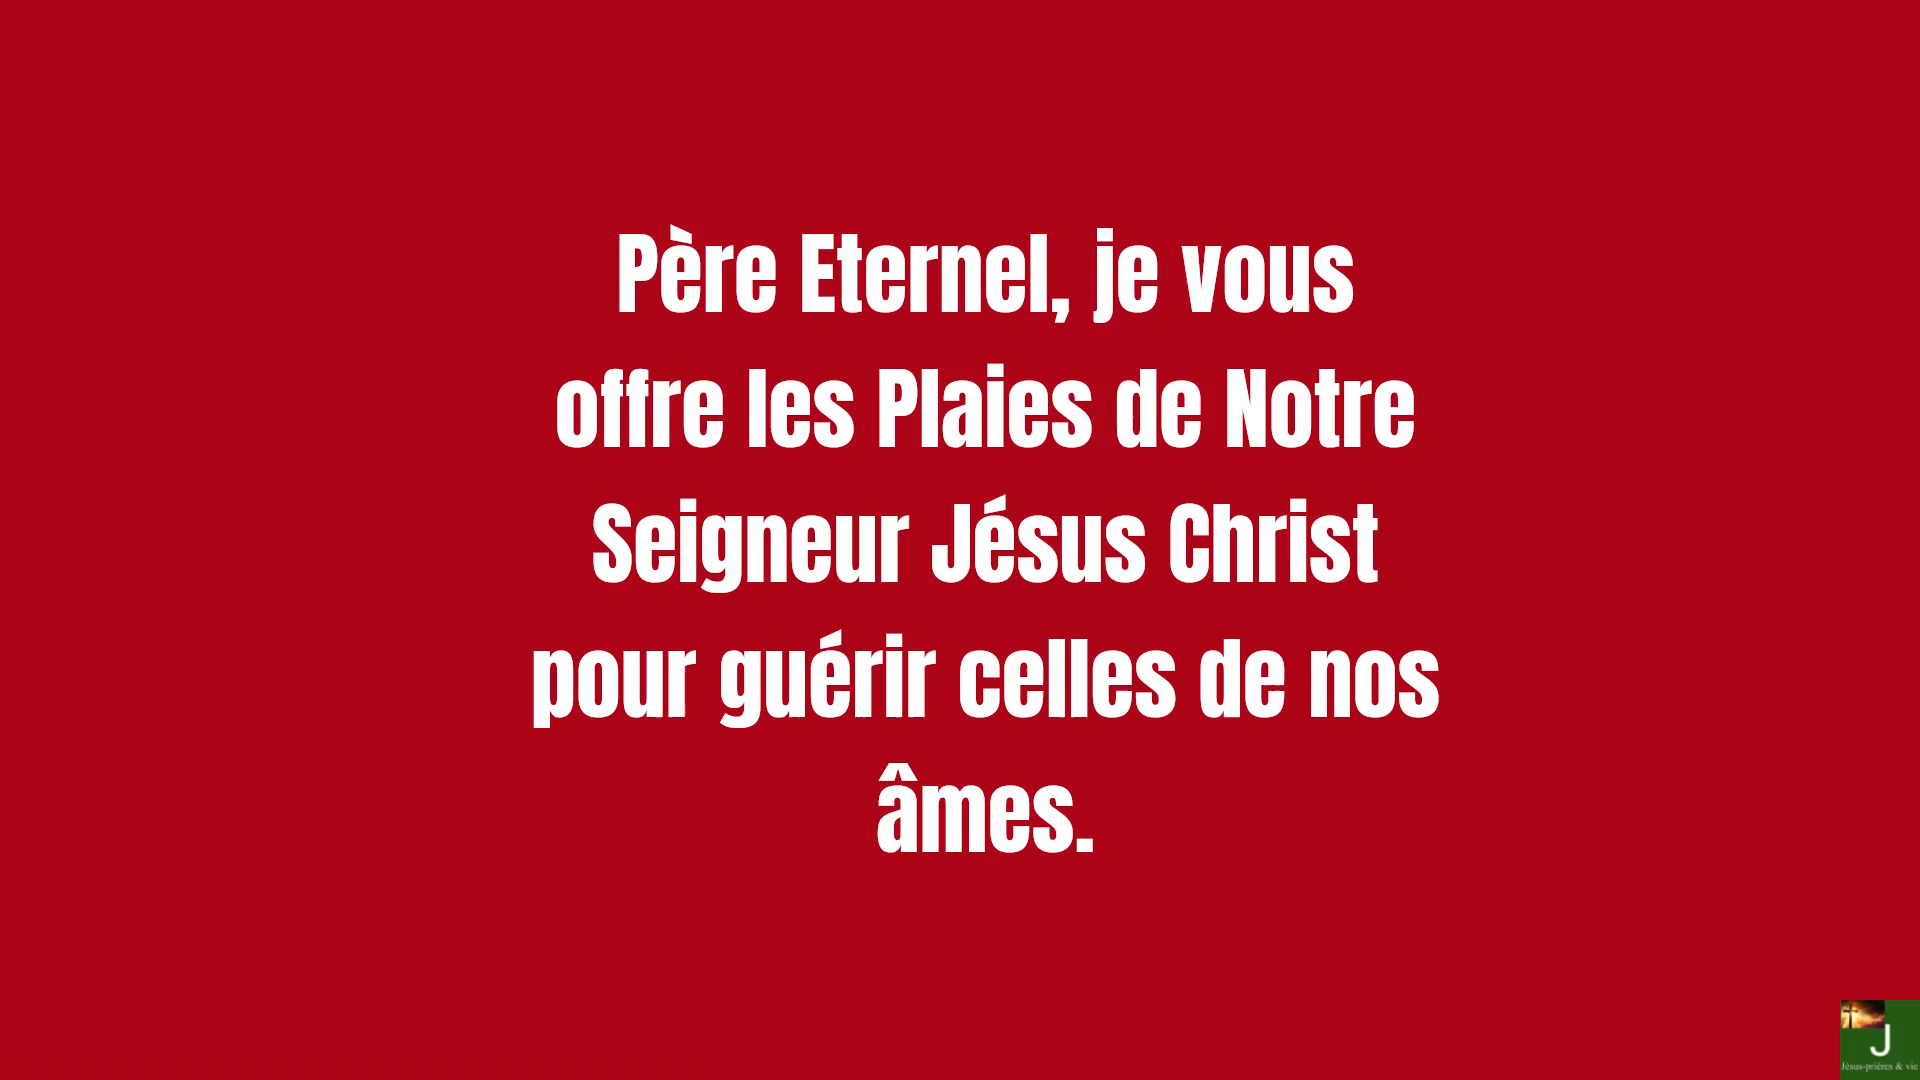 Père Eternel, je vous
offre les Plaies de Notre
Seigneur Jésus Christ
pour guérir celles de nos
âmes.
J
Jésus-prières & vie